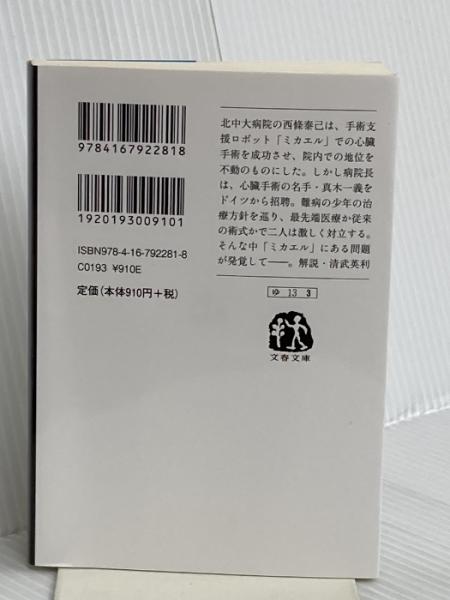 9784167922818
1920193009101
ISBN978-4-16-792281-8
C0193 ¥910E
定価(本体910円+税)
北中大病院の西條泰己は、手術支
援ロボット「ミカエル」での心臓
手術を成功させ、院内での地位を
不動のものにした。しかし病院長
は、心臓手術の名手・真木一義を
ドイツから招聘。難病の少年の治
療方針を巡り、最先端医療か従来
の術式かで二人は激しく対立する。
そんな中「ミカエル」にある問題
が発覚して――。解説・清武英利
ゆ 13 3
文春文庫